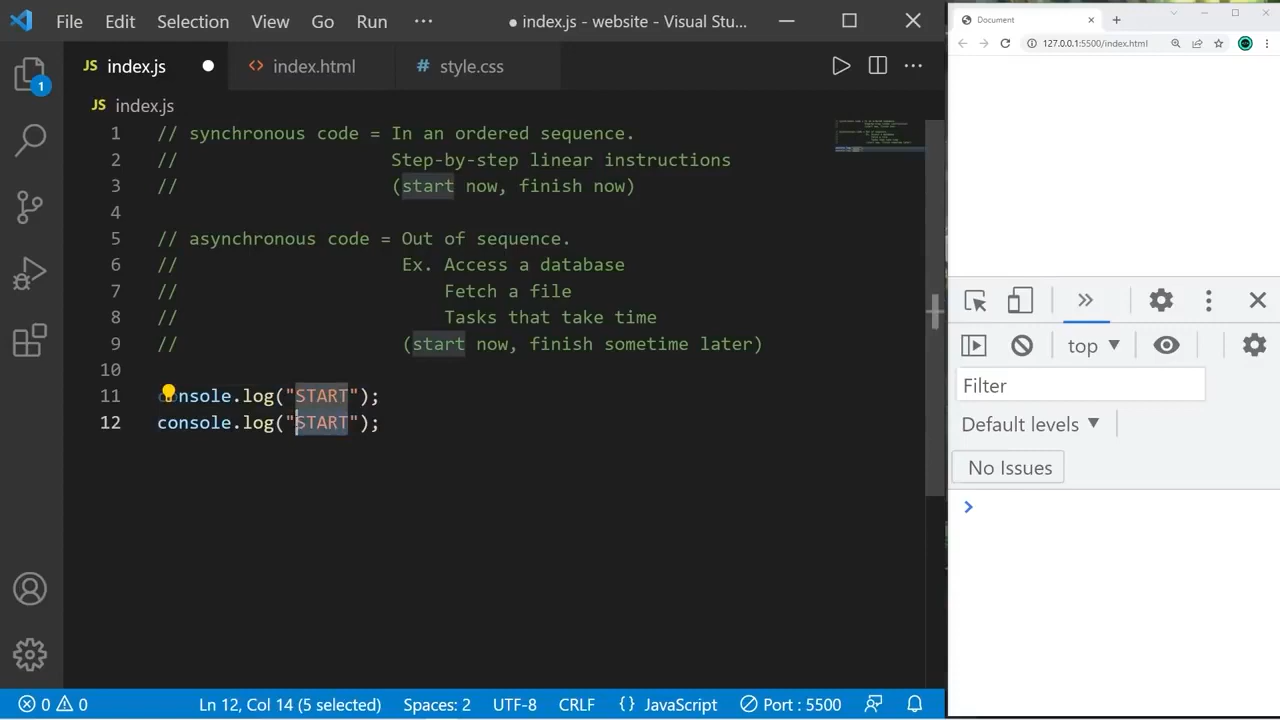 File Edit Selection View Go Run ··· ● index.js - website - Visual Stu...
Document
127.0.0.1:5500/index.html
1
JS index.js ● <> index.html # style.css
JS index.js
1 // synchronous code = In an ordered sequence.
2 // Step-by-step linear instructions
3 // (start now, finish now)
4
5 // asynchronous code = Out of sequence.
6 // Ex. Access a database
7 // Fetch a file
8 // Tasks that take time
9 // (start now, finish sometime later)
10
11 console.log("START");
12 console.log("START");
top
Filter
Default levels
No Issues
0 0 Ln 12, Col 14 (5 selected) Spaces: 2 UTF-8 CRLF {} JavaScript Port : 5500